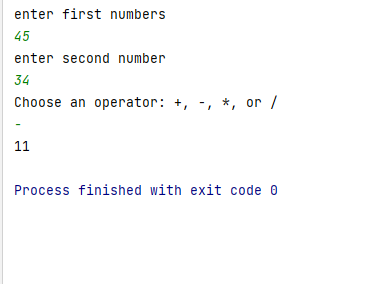 enter first numbers
45
enter second number
34
Choose an operator: +, -, *, or /
-
11
Process finished with exit code 0